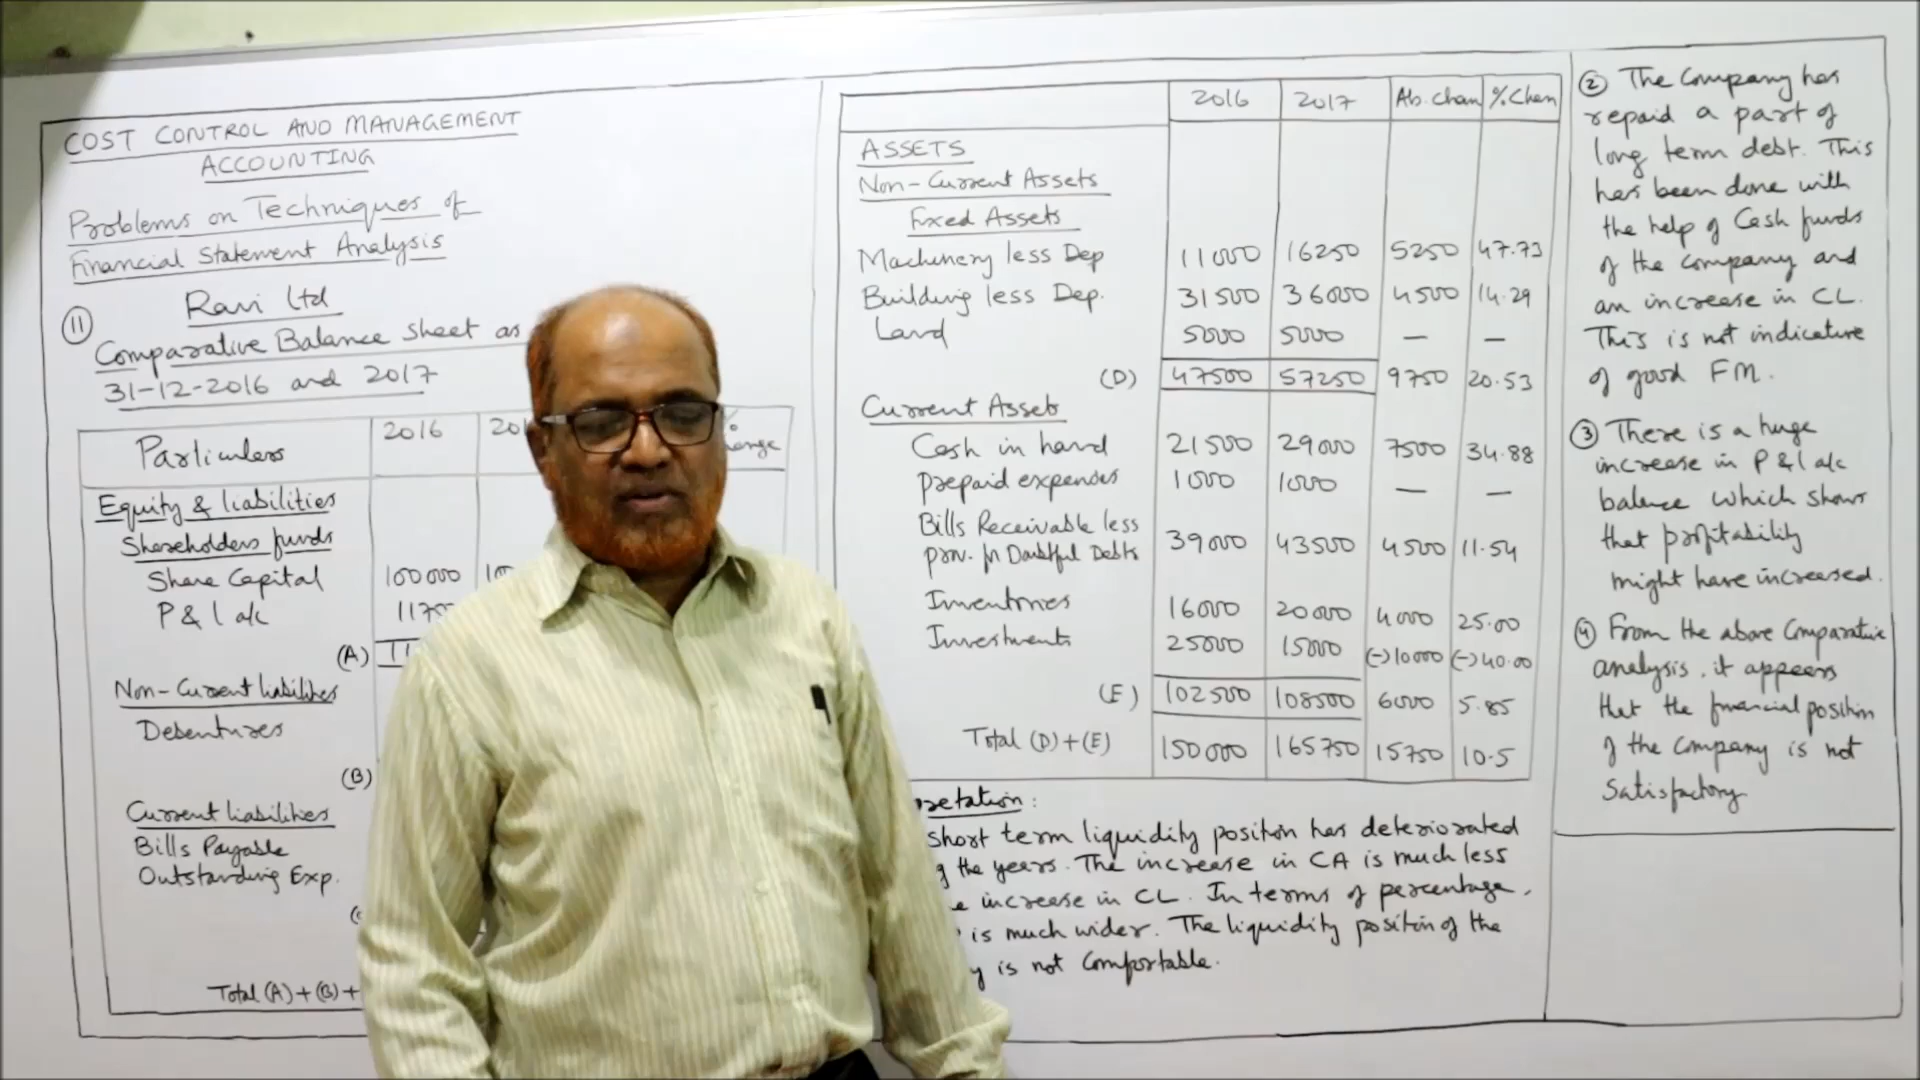 COST CONTROL AND MANAGEMENT
ACCOUNTING
Problems on Techniques of
Financial Statement Analysis
11 Ravi Ltd
Comparative Balance Sheet as
31-12-2016 and 2017
Particulars 2016
Equity & liabilities
Shareholders funds
Share Capital 100000
P & L a/c
(A)
Non-Current liabilities
Debentures
(B)
Current liabilities
Bills Payable
Outstanding Exp.
Total (A) + (B) +
2016 2017 Ab. Chan % Chan
ASSETS
Non-Current Assets
Fixed Assets
Machinery less Dep 11000 16250 5250 47.73
Building less Dep. 31500 36000 4500 14.29
Land 5000 5000 — —
(D) 47500 57250 9750 20.53
Current Asset
Cash in hand 21500 29000 7500 34.88
Prepaid expenses 1000 1000 — —
Bills Receivable less
prov. for Doubtful Debts 39000 43500 4500 11.54
Inventories 16000 20000 4000 25.00
Investments 25000 15000 (-)10000 (-)40.00
(E) 102500 108500 6000 5.85
Total (D)+(E) 150000 165750 15750 10.5
short term liquidity position has deteriorated
the years. The increase in CA is much less
increase in CL. In terms of percentage,
is much wider. The liquidity position of the
is not comfortable.
2 The Company has
repaid a part of
long term debt. This
has been done with
the help of Cash funds
of the company and
an increase in CL.
This is not indicative
of good FM.
3 There is a huge
increase in P & L a/c
balance which shows
that profitability
might have increased.
4 From the above Comparative
analysis, it appears
that the financial position
of the company is not
Satisfactory